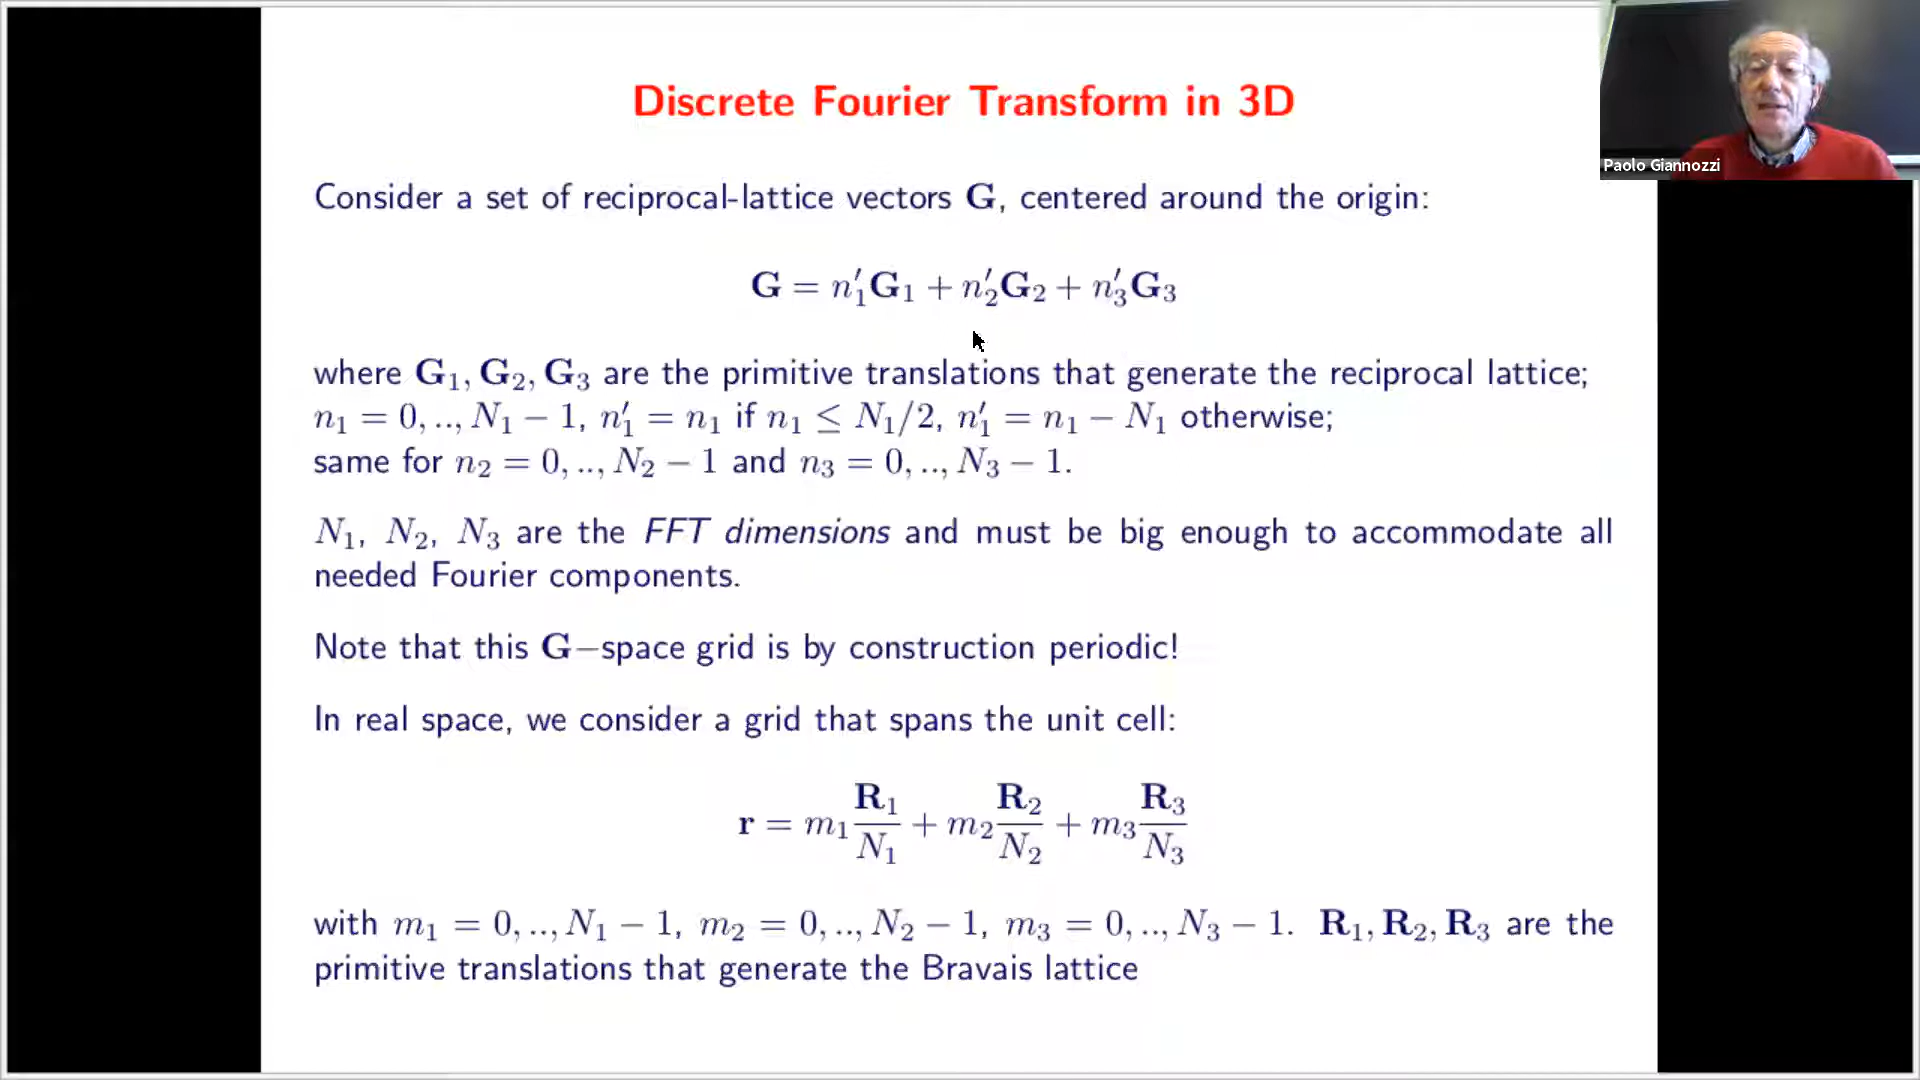 Discrete Fourier Transform in 3D
Paolo Giannozzi
Consider a set of reciprocal-lattice vectors G, centered around the origin:
G = n′₁G₁ + n′₂G₂ + n′₃G₃
where G₁, G₂, G₃ are the primitive translations that generate the reciprocal lattice;
n₁ = 0, .., N₁ − 1, n′₁ = n₁ if n₁ ≤ N₁/2, n′₁ = n₁ − N₁ otherwise;
same for n₂ = 0, .., N₂ − 1 and n₃ = 0, .., N₃ − 1.
N₁, N₂, N₃ are the FFT dimensions and must be big enough to accommodate all
needed Fourier components.
Note that this G−space grid is by construction periodic!
In real space, we consider a grid that spans the unit cell:
r = m₁ R₁/N₁ + m₂ R₂/N₂ + m₃ R₃/N₃
with m₁ = 0, .., N₁ − 1, m₂ = 0, .., N₂ − 1, m₃ = 0, .., N₃ − 1. R₁, R₂, R₃ are the
primitive translations that generate the Bravais lattice